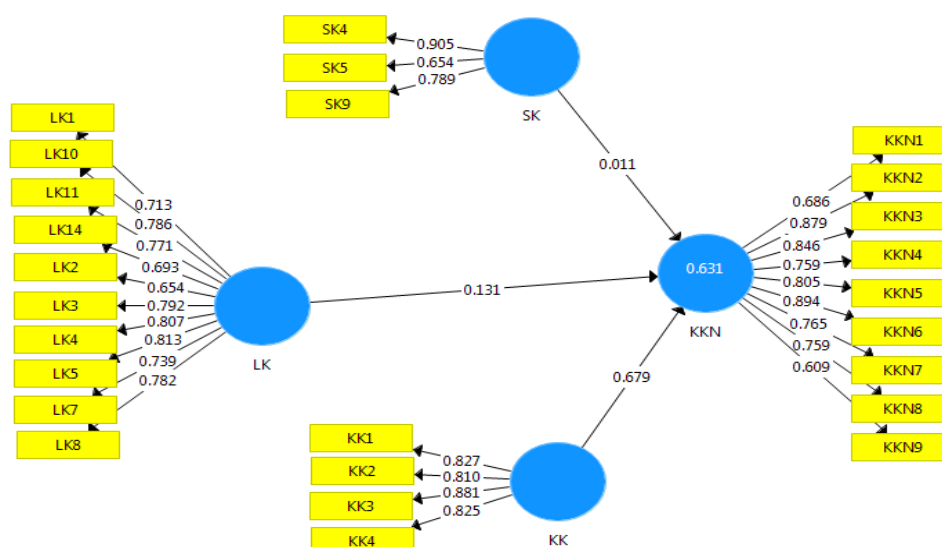 SK4
SK5
SK9
0.905
0.654
0.789
SK
LK1
LK10
LK11
LK14
LK2
LK3
LK4
LK5
LK7
LK8
0.713
0.786
0.771
0.693
0.654
0.792
0.807
0.813
0.739
0.782
LK
0.011
0.131
0.679
0.631
KKN
0.686
0.879
0.846
0.759
0.805
0.894
0.765
0.759
0.609
KKN1
KKN2
KKN3
KKN4
KKN5
KKN6
KKN7
KKN8
KKN9
KK1
KK2
KK3
KK4
0.827
0.810
0.881
0.825
KK